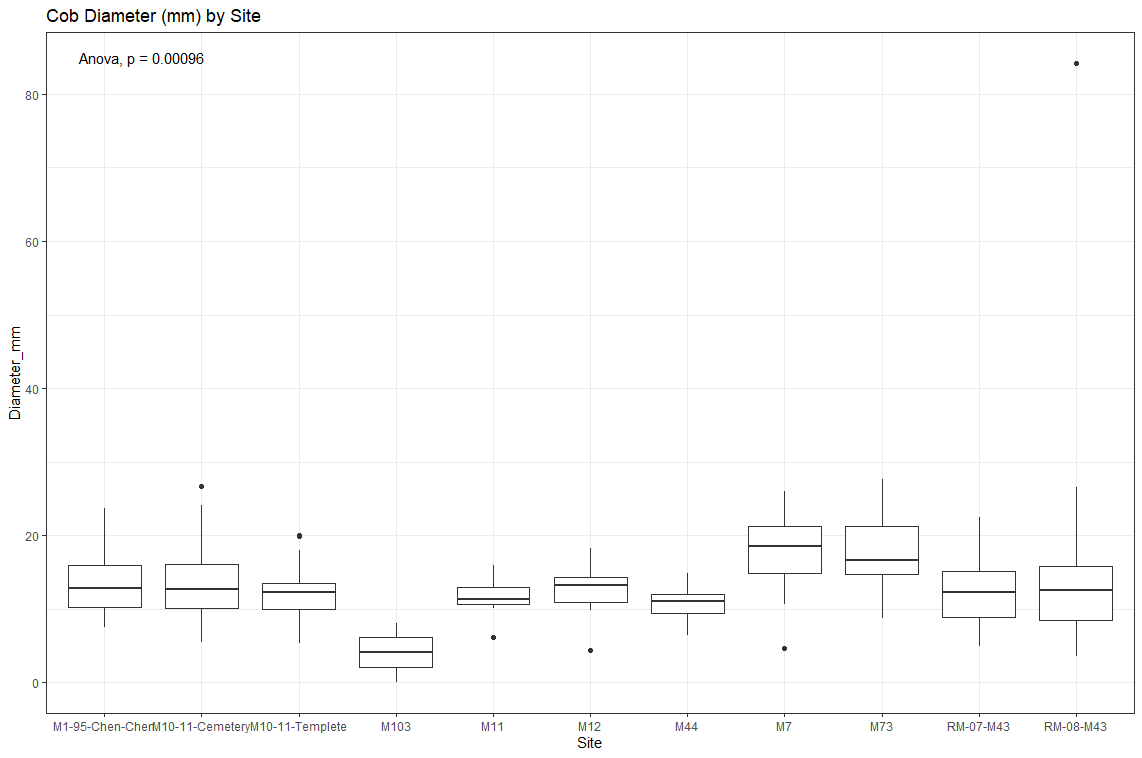 Cob Diameter (mm) by Site
Anova, p = 0.00096
80
60
40
20
0
Diameter_mm
M1-95-Chen-Chen M10-11-Cemetery M10-11-Templete M103 M11 M12 M44 M7 M73 RM-07-M43 RM-08-M43
Site